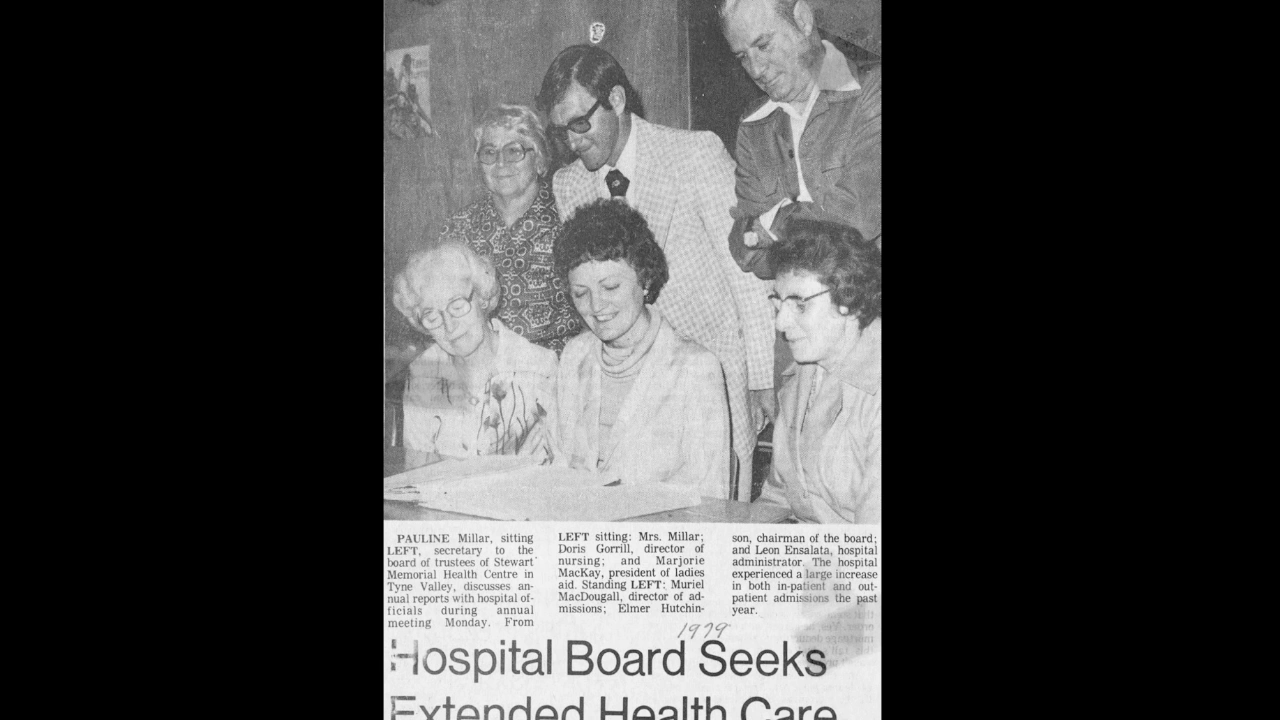 PAULINE Millar, sitting
LEFT, secretary to the
board of trustees of Stewart
Memorial Health Centre in
Tyne Valley, discusses an-
nual reports with hospital of-
ficials during annual
meeting Monday. From
LEFT sitting: Mrs. Millar;
Doris Gorrill, director of
nursing; and Marjorie
MacKay, president of ladies
aid. Standing LEFT: Muriel
MacDougall, director of ad-
missions; Elmer Hutchin-
son, chairman of the board;
and Leon Ensalata, hospital
administrator. The hospital
experienced a large increase
in both in-patient and out-
patient admissions the past
year.
1979
Hospital Board Seeks
Extended Health Care